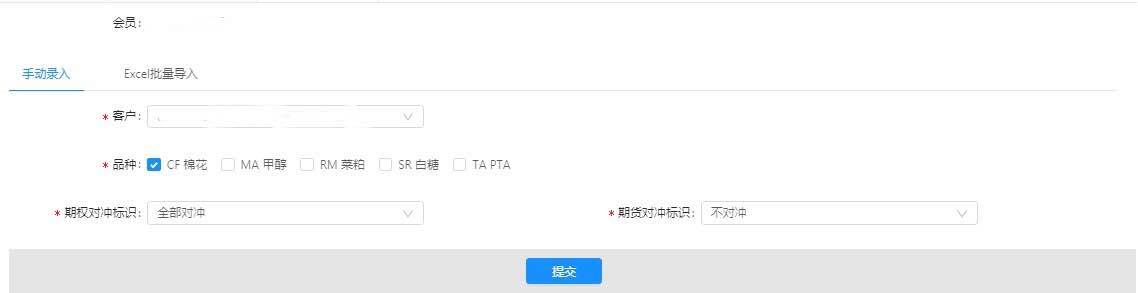 会员：
手动录入 Excel批量导入
* 客户：
* 品种： CF 棉花 MA 甲醇 RM 菜粕 SR 白糖 TA PTA
* 期权对冲标识： 全部对冲 * 期货对冲标识： 不对冲
提交